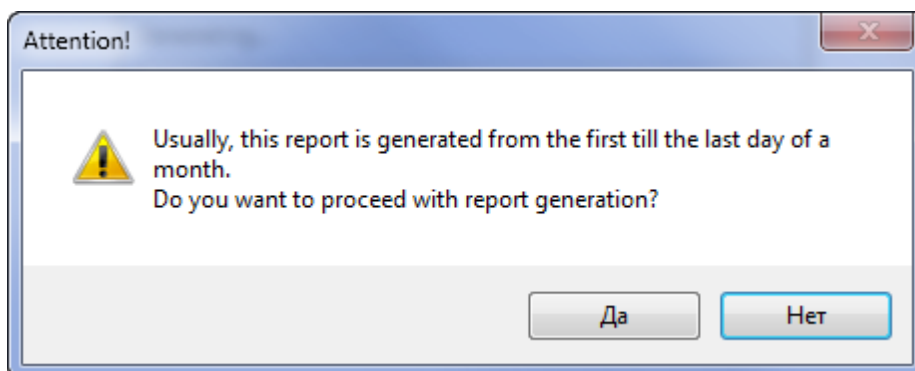 Attention!
Usually, this report is generated from the first till the last day of a
month.
Do you want to proceed with report generation?
Да
Нет